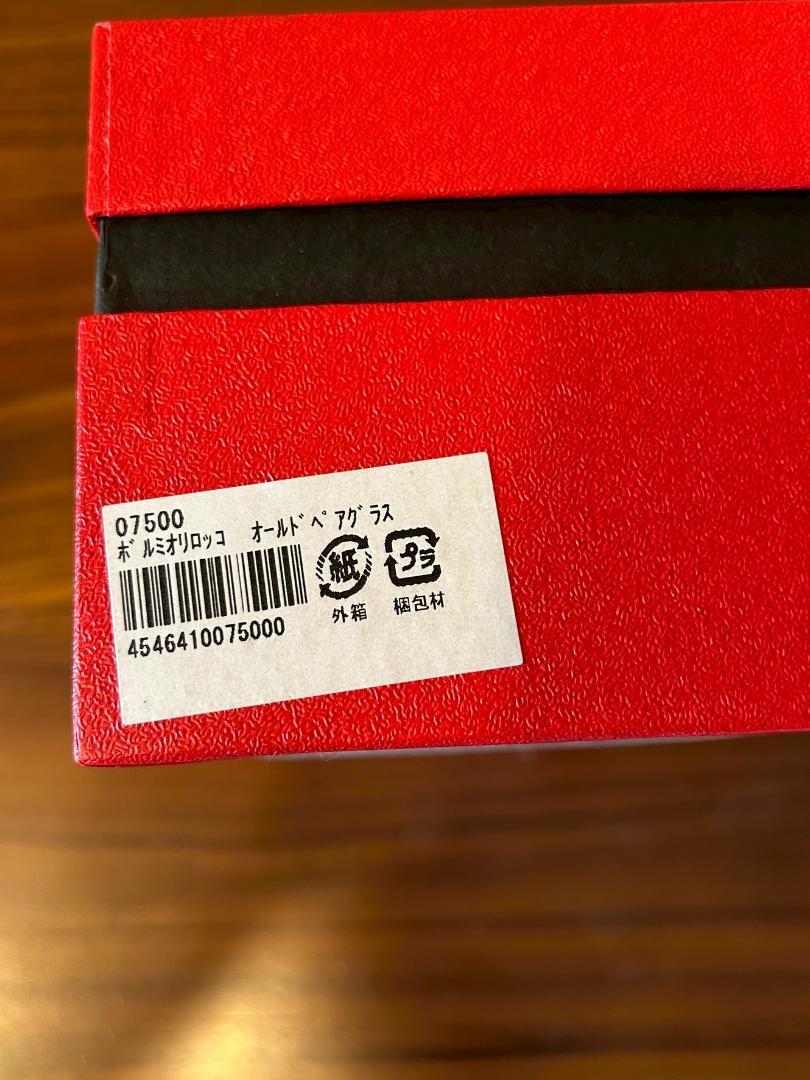 07500
ﾎﾞﾙﾐｵﾘﾛｯｺ ｵｰﾙﾄﾞﾍﾟｱｸﾞﾗｽ
紙 プラ
外箱 梱包材
4546410075000